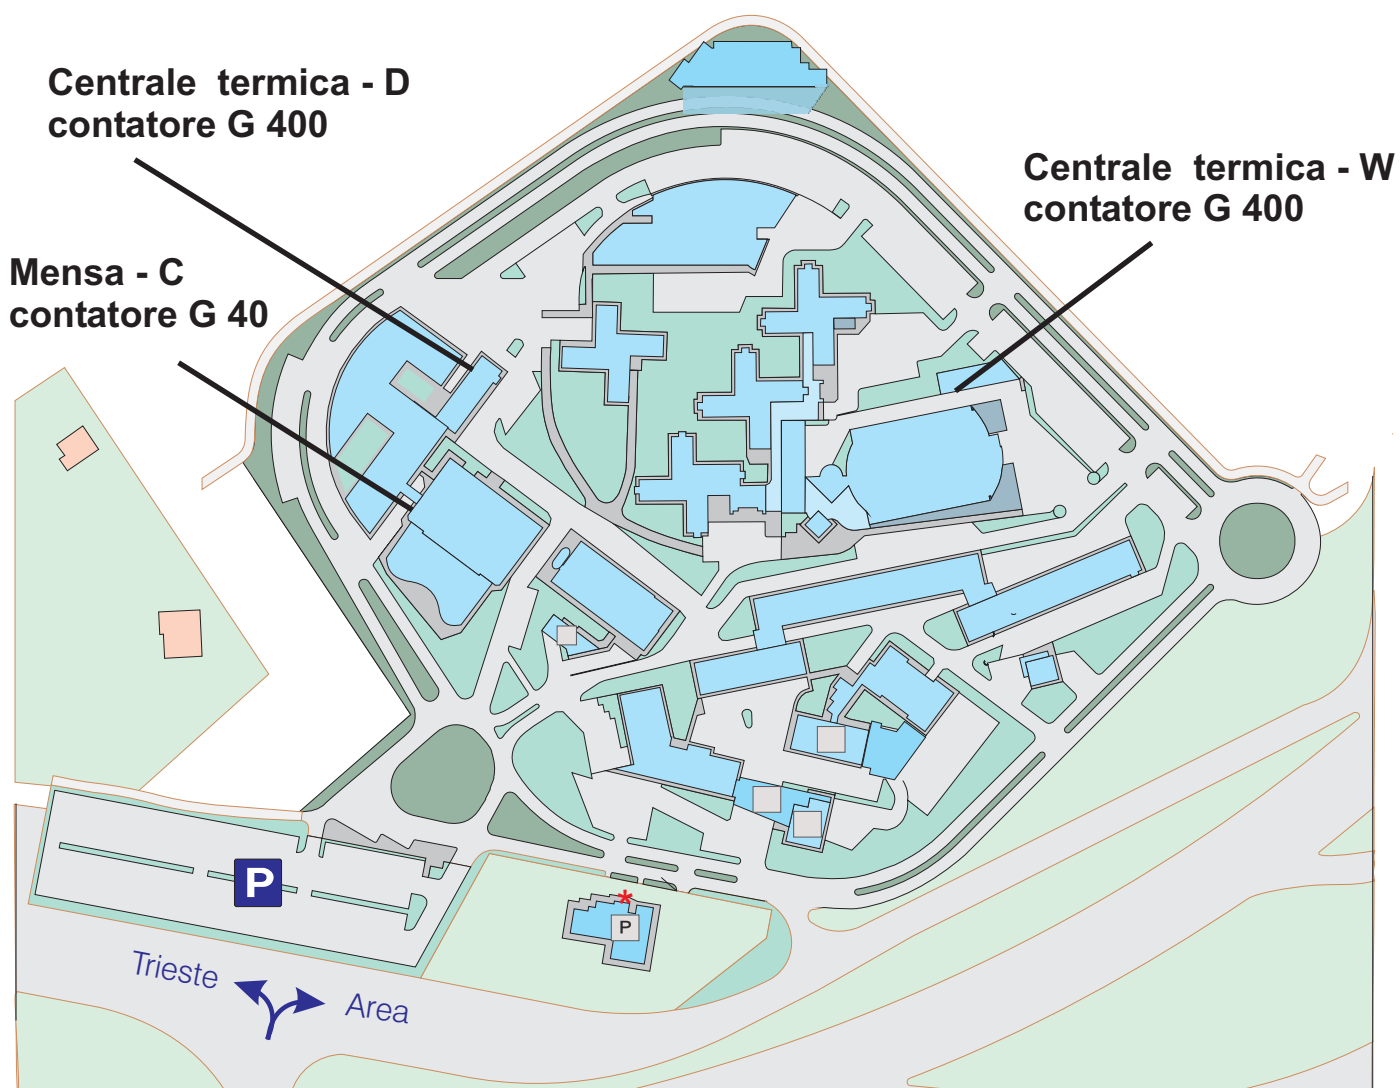 Centrale termica - D
contatore G 400
Centrale termica - W
contatore G 400
Mensa - C
contatore G 40
P
P
*
Trieste
Area